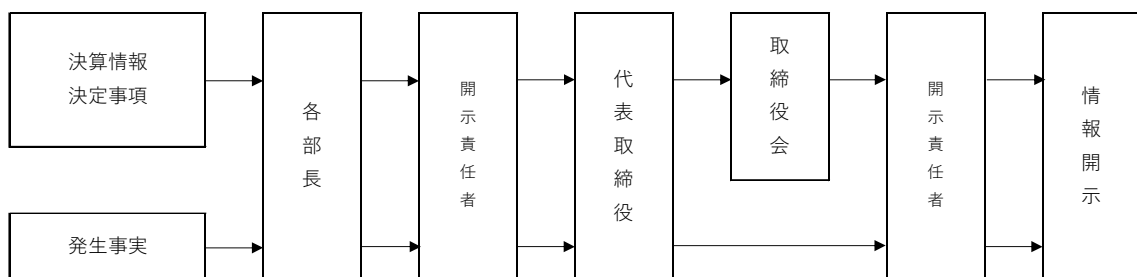 決算情報
決定事項
発生事実
各部長
開示責任者
代表取締役
取締役会
開示責任者
情報開示